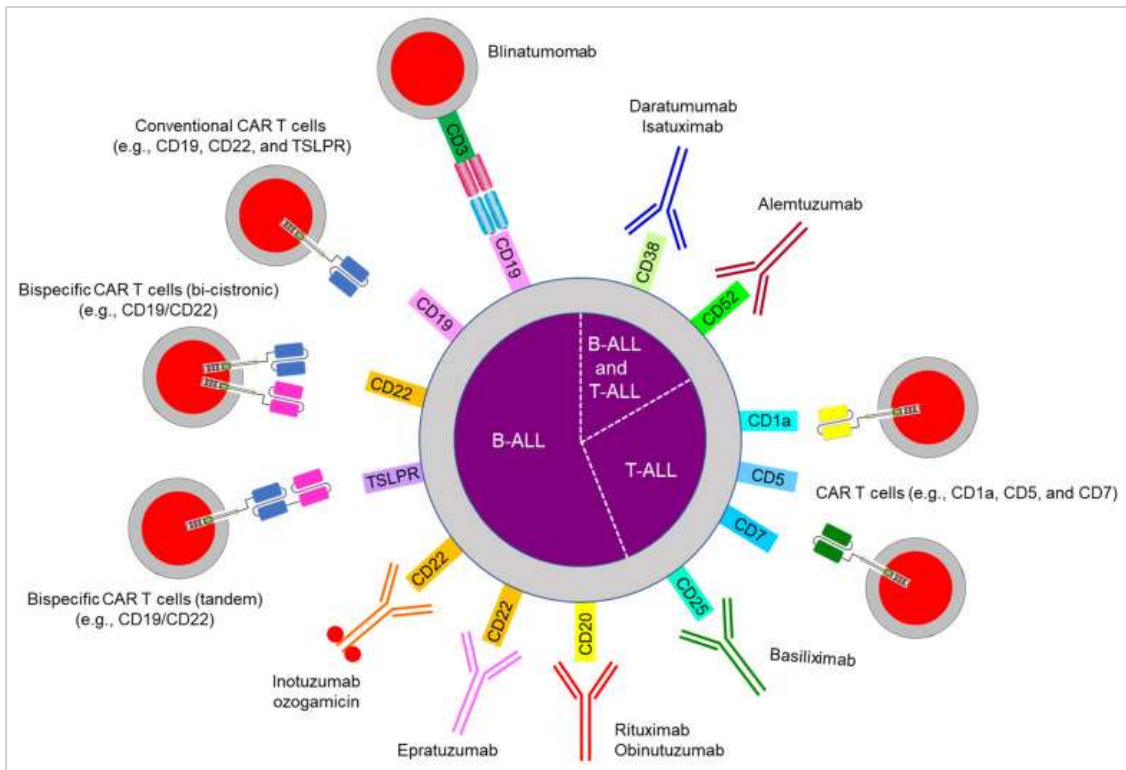 Blinatumomab
Conventional CAR T cells
(e.g., CD19, CD22, and TSLPR)
Daratumumab
Isatuximab
Alemtuzumab
CD3
CD19
CD38
CD52
Bispecific CAR T cells (bi-cistronic)
(e.g., CD19/CD22)
CD19
CD22
TSLPR
B-ALL
and
T-ALL
B-ALL
T-ALL
CD1a
CD5
CD7
CAR T cells (e.g., CD1a, CD5, and CD7)
Bispecific CAR T cells (tandem)
(e.g., CD19/CD22)
CD22
CD22
CD20
CD25
Inotuzumab
ozogamicin
Epratuzumab
Rituximab
Obinutuzumab
Basiliximab